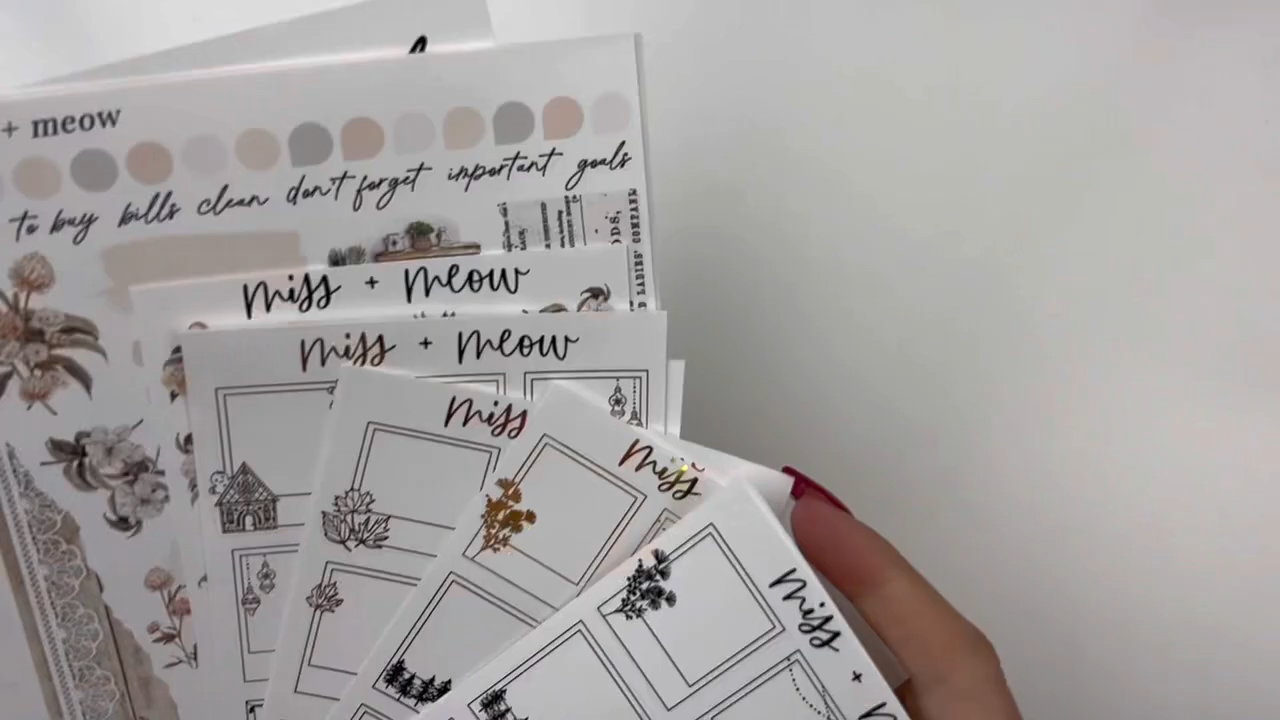 + meow
to buy bills clean don't forget important goals
miss + meow
miss + meow
miss
miss
miss +